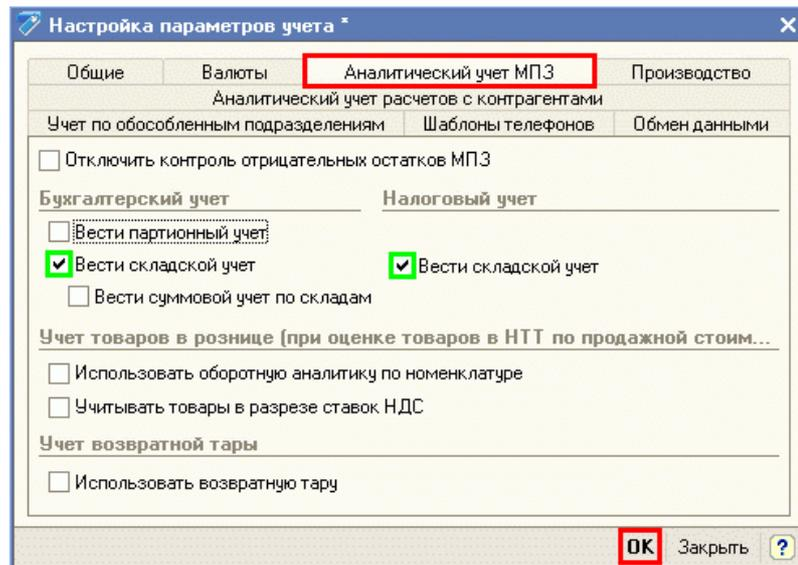 Настройка параметров учета *
Общие Валюты Аналитический учет МПЗ Производство
Аналитический учет расчетов с контрагентами
Учет по обособленным подразделениям Шаблоны телефонов Обмен данными
Отключить контроль отрицательных остатков МПЗ
Бухгалтерский учет Налоговый учет
Вести партионный учет
Вести складской учет Вести складской учет
Вести суммовой учет по складам
Учет товаров в рознице (при оценке товаров в НТТ по продажной стоим...
Использовать оборотную аналитику по номенклатуре
Учитывать товары в разрезе ставок НДС
Учет возвратной тары
Использовать возвратную тару
OK Закрыть ?